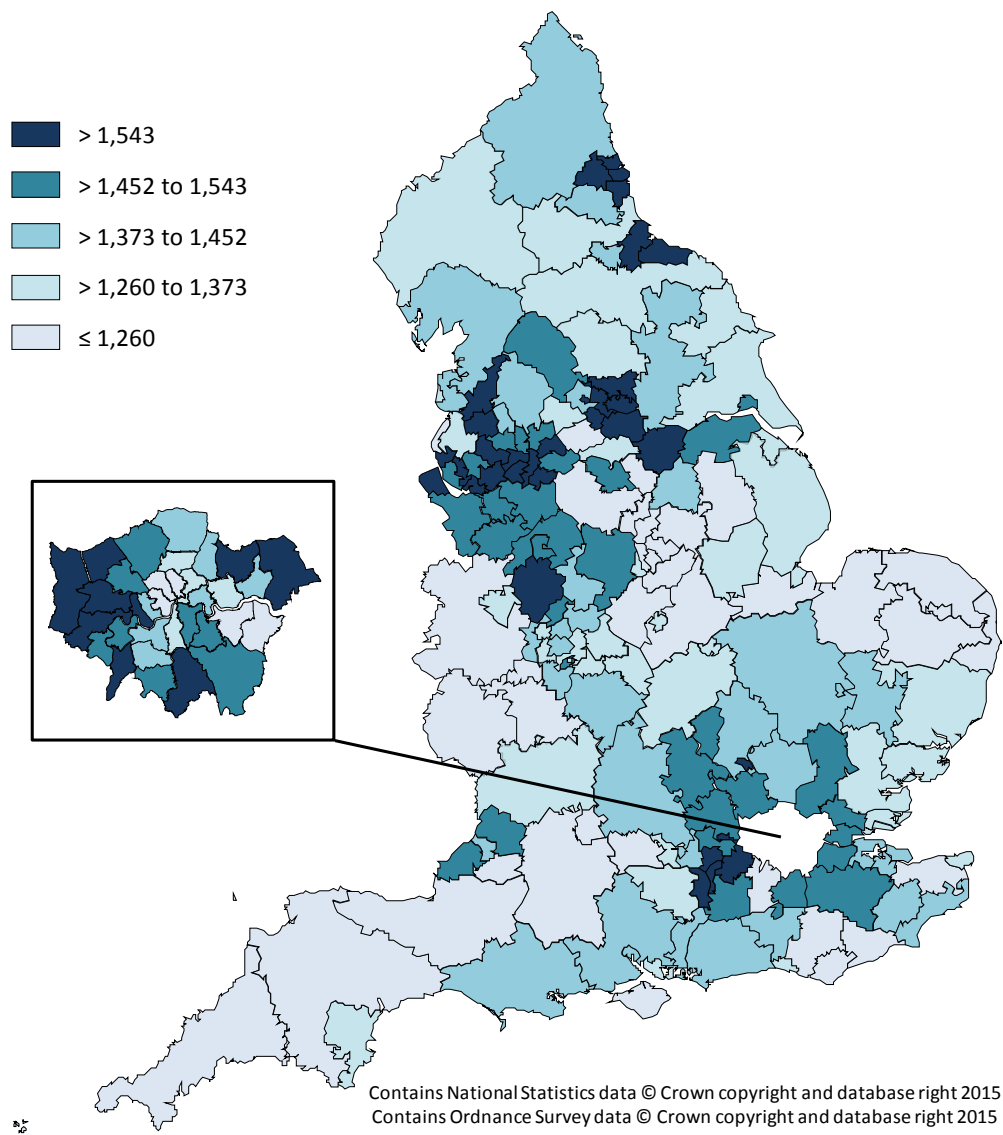 > 1,543
> 1,452 to 1,543
> 1,373 to 1,452
> 1,260 to 1,373
≤ 1,260
Contains National Statistics data © Crown copyright and database right 2015
Contains Ordnance Survey data © Crown copyright and database right 2015